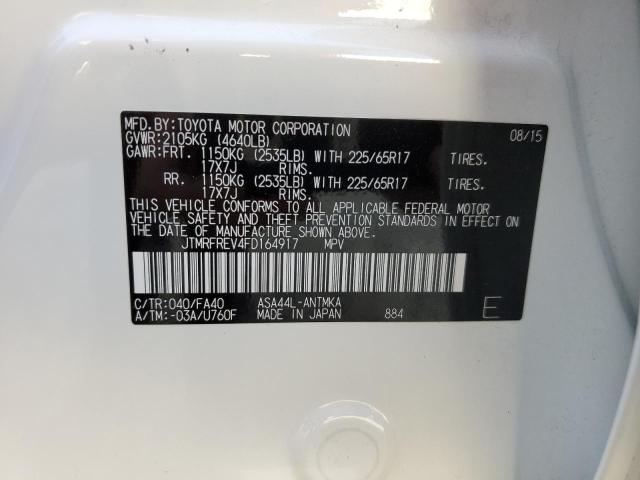 MFD.BY:TOYOTA MOTOR CORPORATION 08/15
GVWR:2105KG (4640LB)
GAWR:FRT. 1150KG (2535LB) WITH 225/65R17 TIRES.
17X7J RIMS.
RR. 1150KG (2535LB) WITH 225/65R17 TIRES.
17X7J RIMS.
THIS VEHICLE CONFORMS TO ALL APPLICABLE FEDERAL MOTOR
VEHICLE SAFETY AND THEFT PREVENTION STANDARDS IN EFFECT ON
THE DATE OF MANUFACTURE SHOWN ABOVE.
JTMRFREV4FD164917 MPV
C/TR:040/FA40 ASA44L-ANTMKA
A/TM:-03A/U760F MADE IN JAPAN 884 E